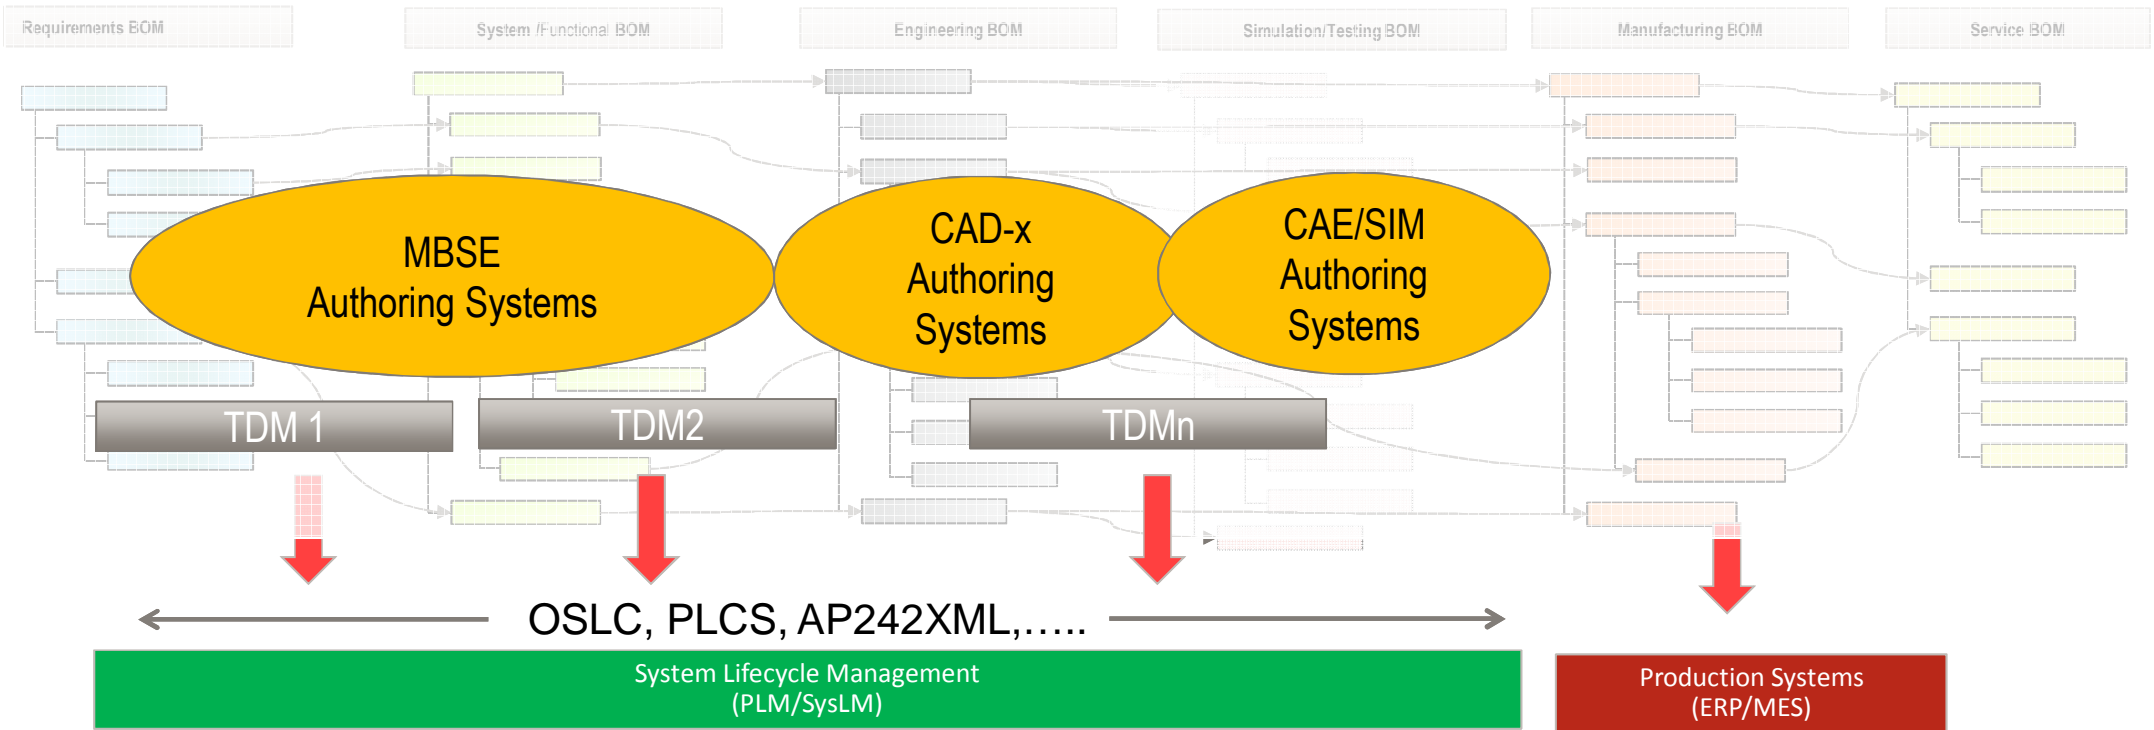 Requirements BOM
System /Functional BOM
Engineering BOM
Simulation/Testing BOM
Manufacturing BOM
Service BOM
MBSE
Authoring Systems
CAD-x
Authoring
Systems
CAE/SIM
Authoring
Systems
TDM 1
TDM2
TDMn
OSLC, PLCS, AP242XML,.....
System Lifecycle Management
(PLM/SysLM)
Production Systems
(ERP/MES)